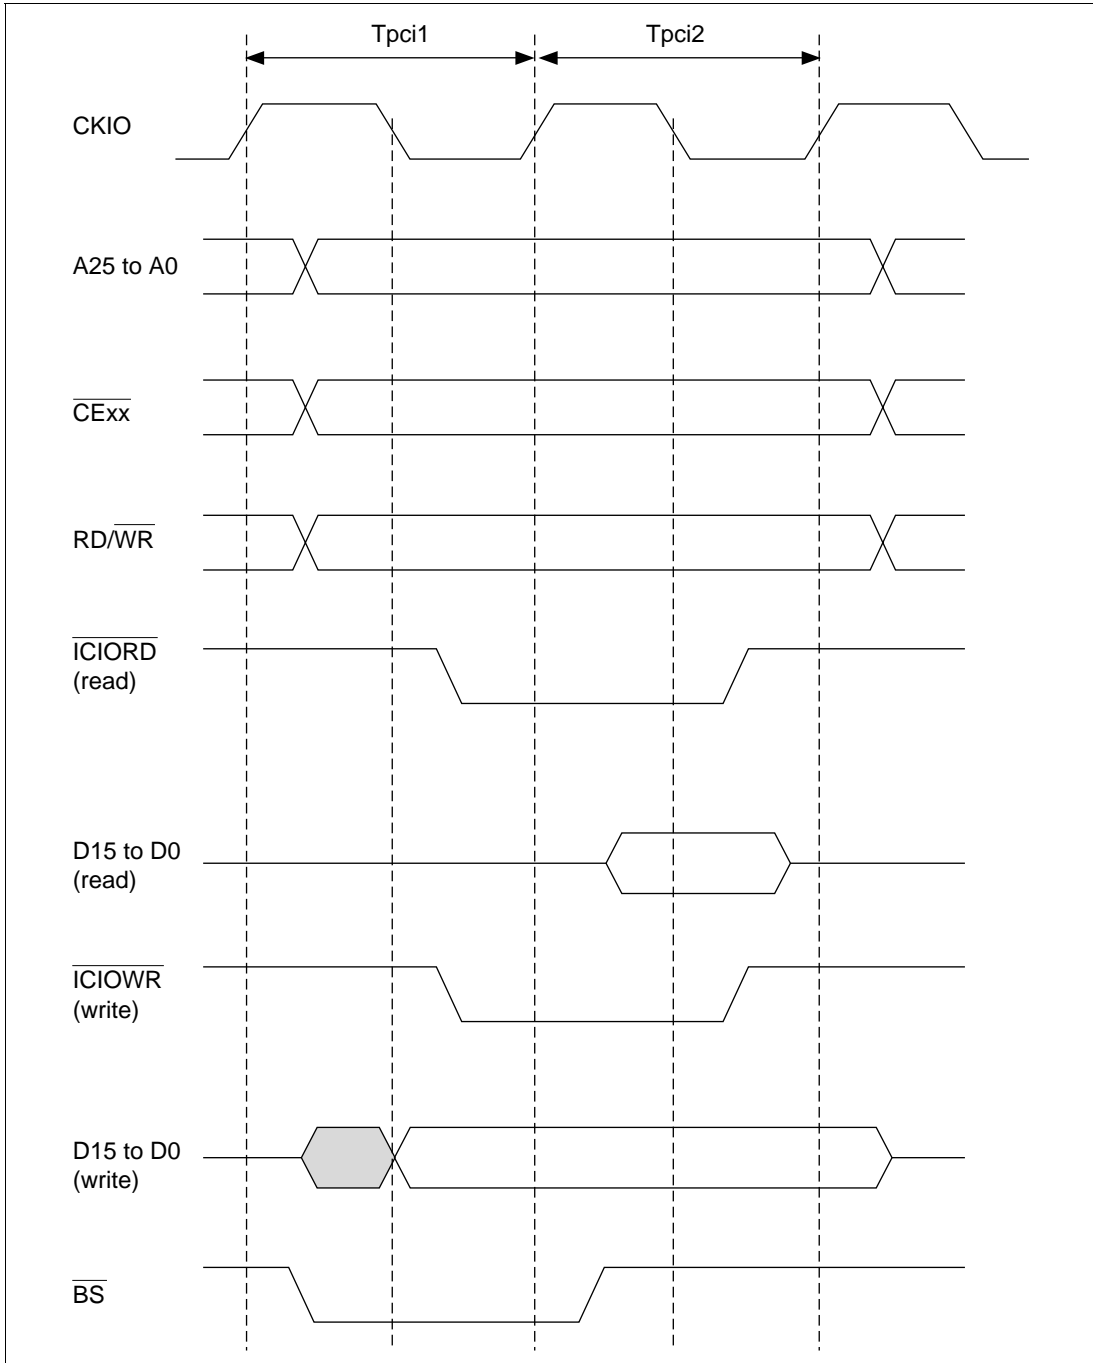 Tpci1
Tpci2
CKIO
A25 to A0
CExx
RD/WR
ICIORD
(read)
D15 to D0
(read)
ICIOWR
(write)
D15 to D0
(write)
BS